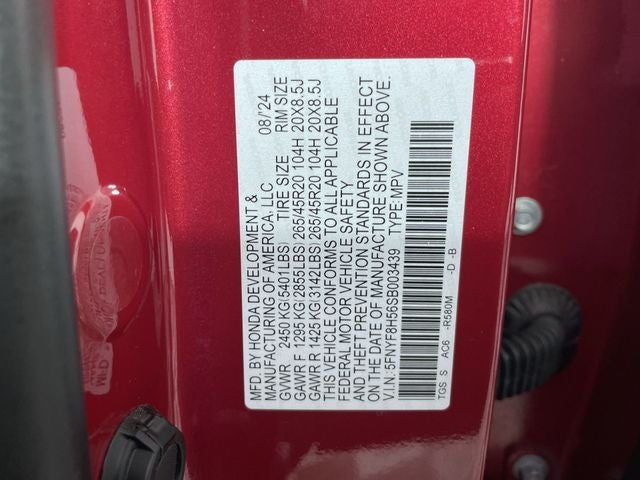 MFD. BY HONDA DEVELOPMENT &
MANUFACTURING OF AMERICA, LLC 08/'24
GVWR 2450 KG(5401LBS) TIRE SIZE RIM SIZE
GAWR F 1295 KG(2855LBS) 265/45R20 104H 20X8.5J
GAWR R 1425 KG(3142LBS) 265/45R20 104H 20X8.5J
THIS VEHICLE CONFORMS TO ALL APPLICABLE
FEDERAL MOTOR VEHICLE SAFETY
AND THEFT PREVENTION STANDARDS IN EFFECT
ON THE DATE OF MANUFACTURE SHOWN ABOVE.
V.I.N: 5FNYF8H56SB003439 TYPE: MPV
TGS S AC6 -R580M -D -B